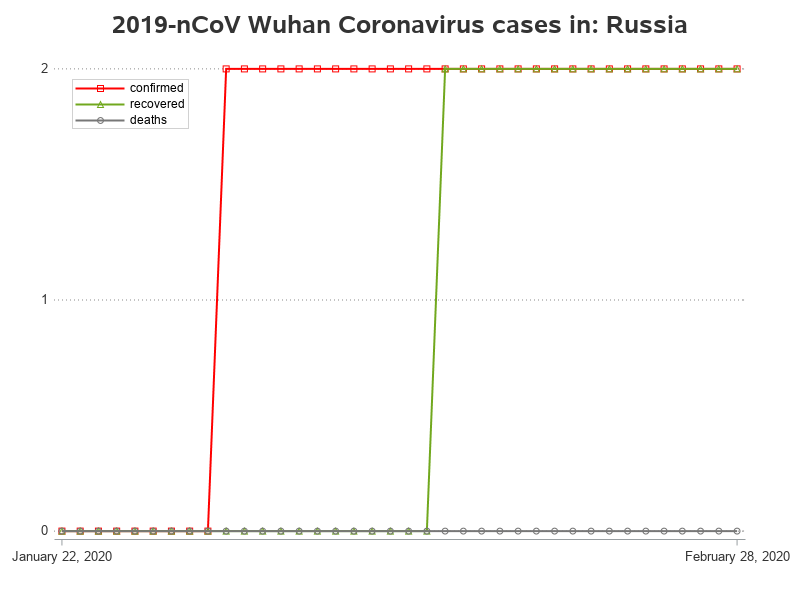 2019-nCoV Wuhan Coronavirus cases in: Russia
2
confirmed
recovered
deaths
1
0
January 22, 2020
February 28, 2020